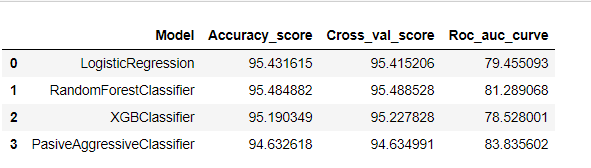 Model Accuracy_score Cross_val_score Roc_auc_curve
0 LogisticRegression 95.431615 95.415206 79.455093
1 RandomForestClassifier 95.484882 95.488528 81.289068
2 XGBClassifier 95.190349 95.227828 78.528001
3 PasiveAggressiveClassifier 94.632618 94.634991 83.835602